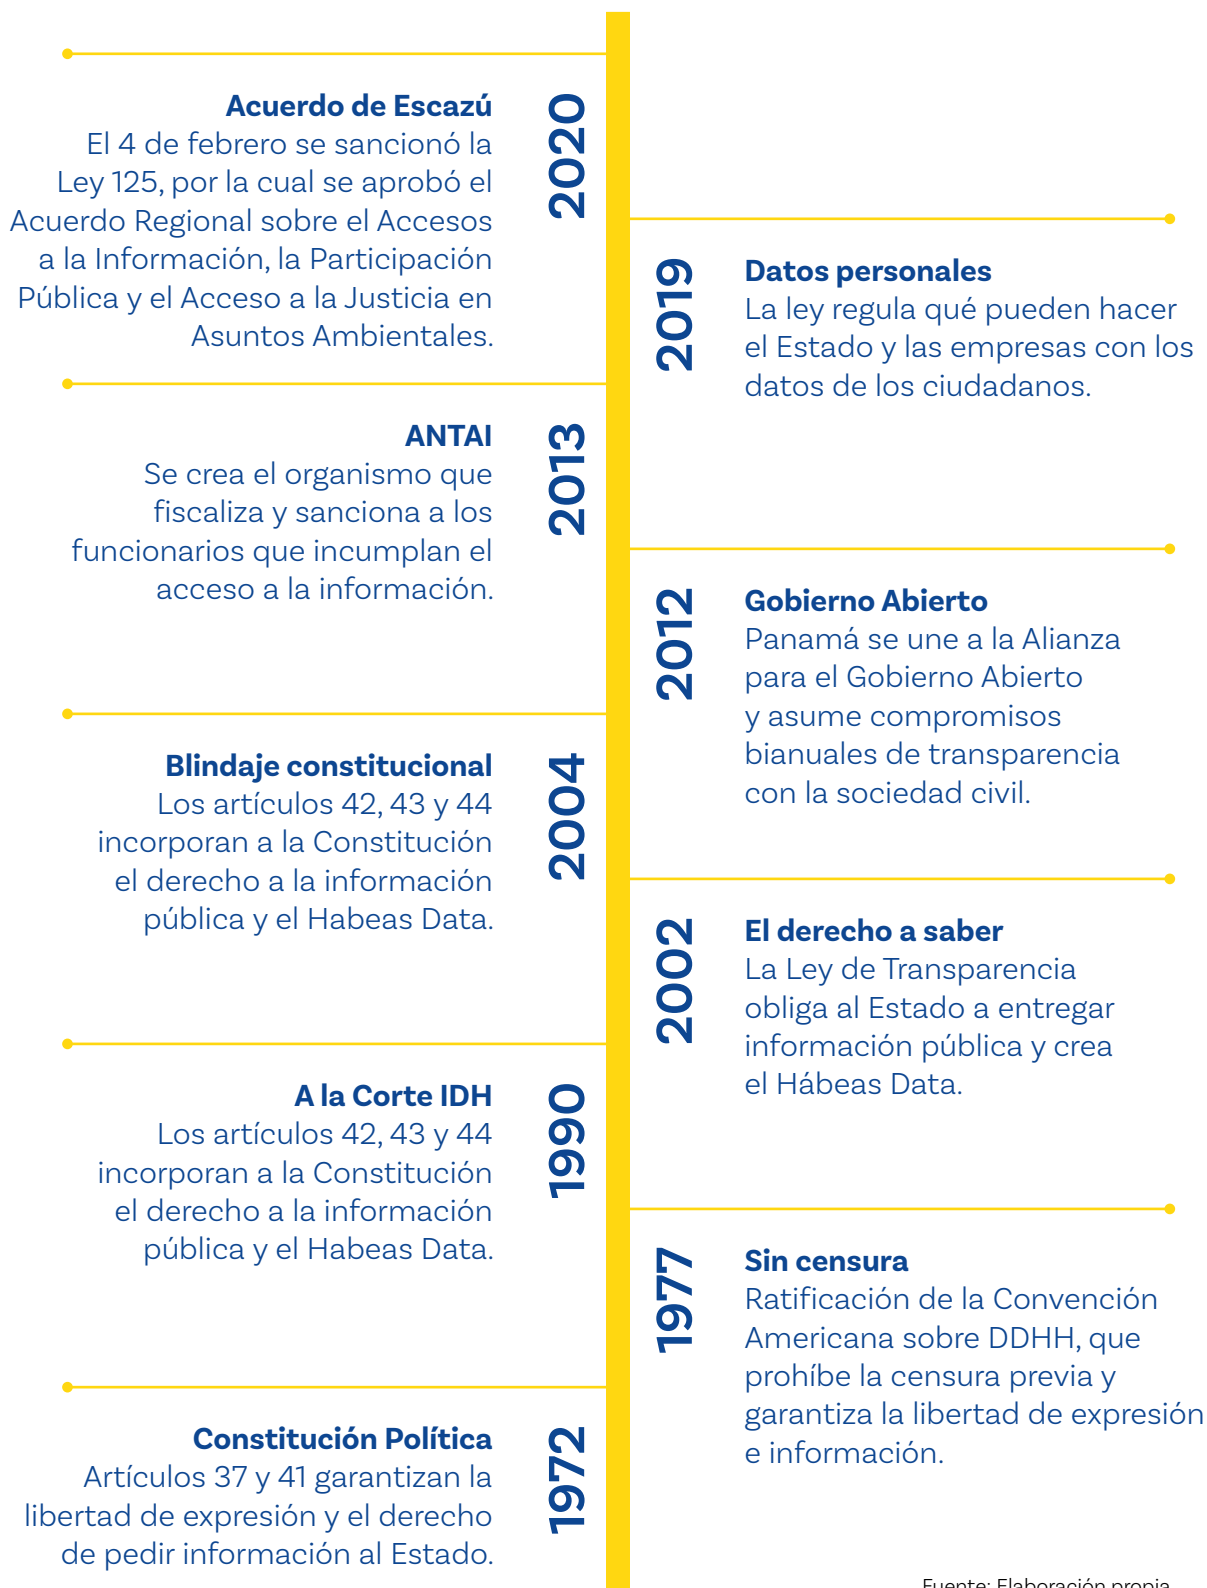 2020
Acuerdo de Escazú
El 4 de febrero se sancionó la
Ley 125, por la cual se aprobó el
Acuerdo Regional sobre el Accesos
a la Información, la Participación
Pública y el Acceso a la Justicia en
Asuntos Ambientales.
2019
Datos personales
La ley regula qué pueden hacer
el Estado y las empresas con los
datos de los ciudadanos.
2013
ANTAI
Se crea el organismo que
fiscaliza y sanciona a los
funcionarios que incumplan el
acceso a la información.
2012
Gobierno Abierto
Panamá se une a la Alianza
para el Gobierno Abierto
y asume compromisos
bianuales de transparencia
con la sociedad civil.
2004
Blindaje constitucional
Los artículos 42, 43 y 44
incorporan a la Constitución
el derecho a la información
pública y el Habeas Data.
2002
El derecho a saber
La Ley de Transparencia
obliga al Estado a entregar
información pública y crea
el Hábeas Data.
1990
A la Corte IDH
Los artículos 42, 43 y 44
incorporan a la Constitución
el derecho a la información
pública y el Habeas Data.
1977
Sin censura
Ratificación de la Convención
Americana sobre DDHH, que
prohíbe la censura previa y
garantiza la libertad de expresión
e información.
1972
Constitución Política
Artículos 37 y 41 garantizan la
libertad de expresión y el derecho
de pedir información al Estado.
Fuente: Elaboración propia